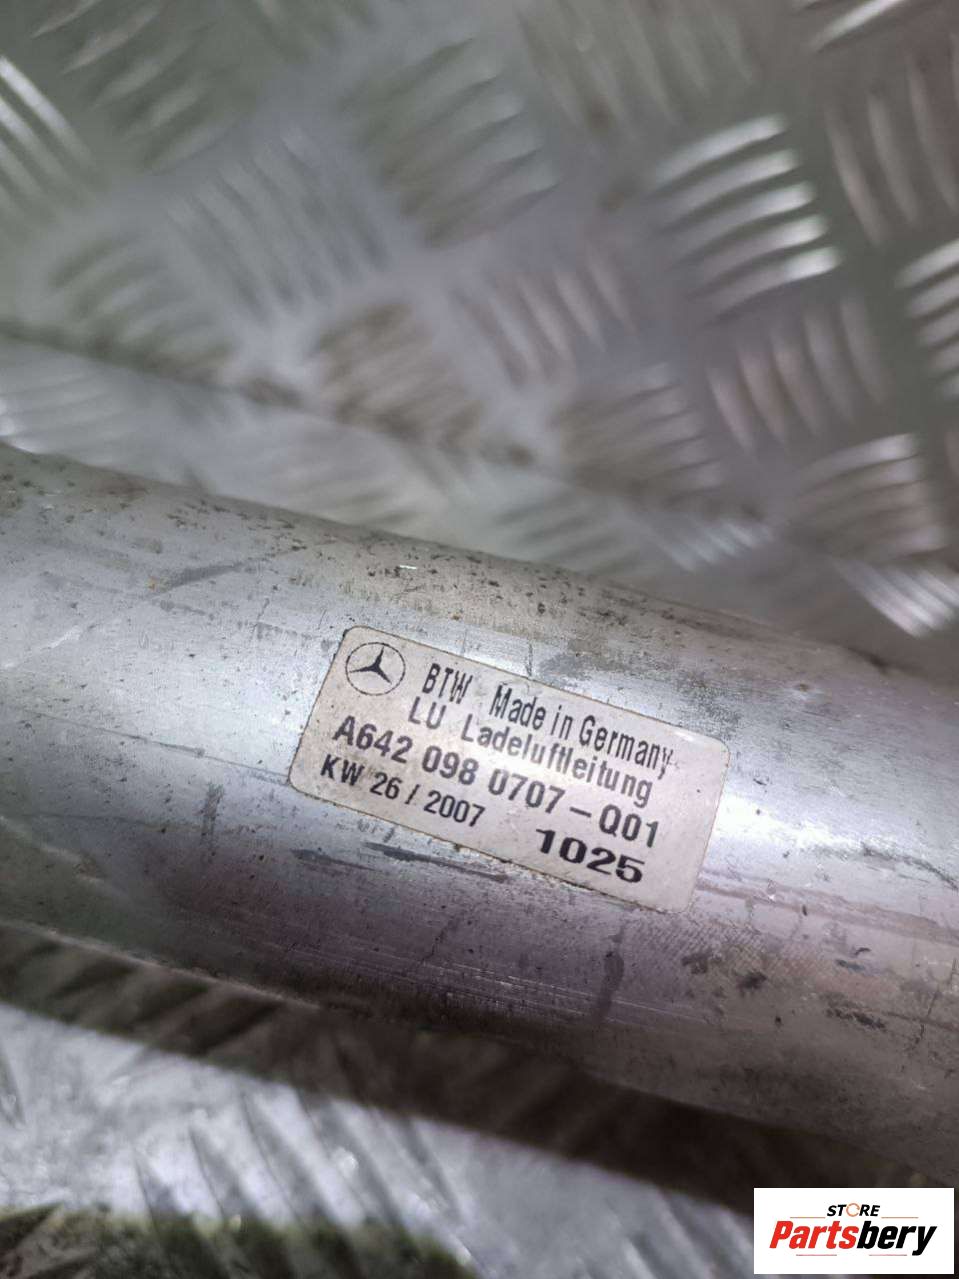 BTW Made in Germany
LU Ladeluftleitung
A642 098 0707-Q01
KW 26 / 2007 1025
STORE
Partsbery